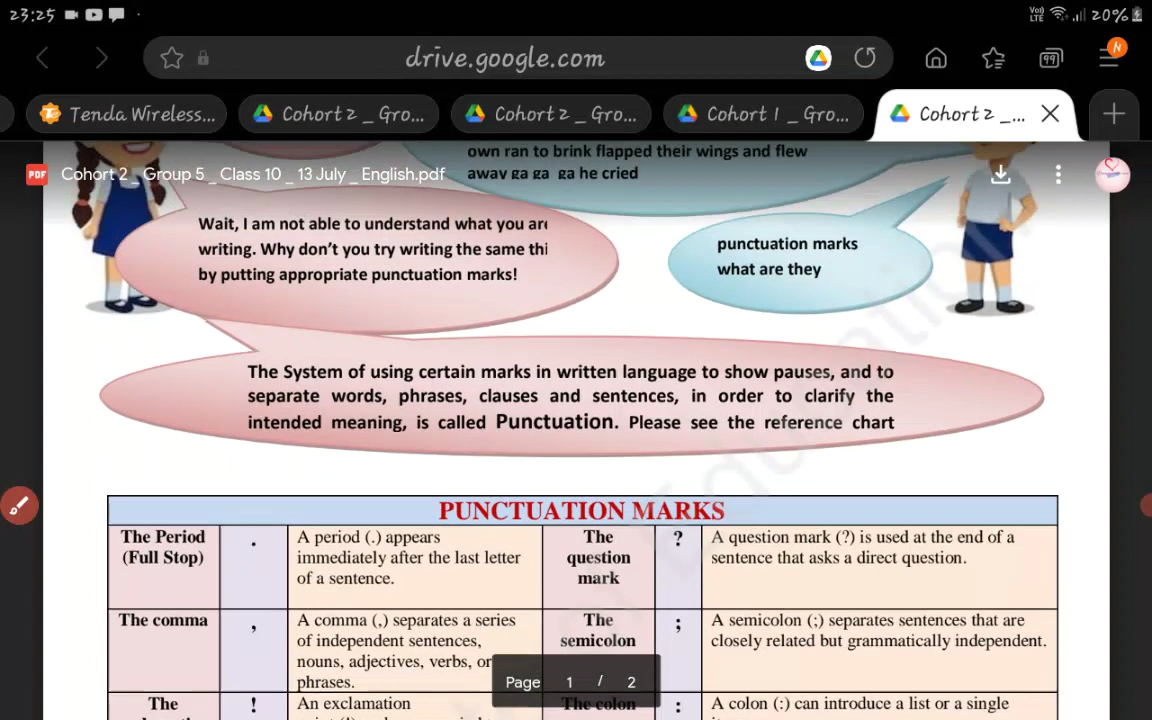 23:25
Vo)) LTE 20%
drive.google.com
99
N
Tenda Wireless...
Cohort 2 _ Gro...
Cohort 2 _ Gro...
Cohort 1 _ Gro...
Cohort 2 _...
own ran to brink flapped their wings and flew
away ga ga ga he cried
PDF Cohort 2 _ Group 5 _ Class 10 _ 13 July _ English.pdf
Wait, I am not able to understand what you are
writing. Why don't you try writing the same thi
by putting appropriate punctuation marks!
punctuation marks
what are they
The System of using certain marks in written language to show pauses, and to
separate words, phrases, clauses and sentences, in order to clarify the
intended meaning, is called Punctuation. Please see the reference chart
PUNCTUATION MARKS
The Period
(Full Stop)
.
A period (.) appears
immediately after the last letter
of a sentence.
The
question
mark
?
A question mark (?) is used at the end of a
sentence that asks a direct question.
The comma
,
A comma (,) separates a series
of independent sentences,
nouns, adjectives, verbs, or
phrases.
The
semicolon
;
A semicolon (;) separates sentences that are
closely related but grammatically independent.
The
!
An exclamation
The colon
:
A colon (:) can introduce a list or a single
Page 1 / 2